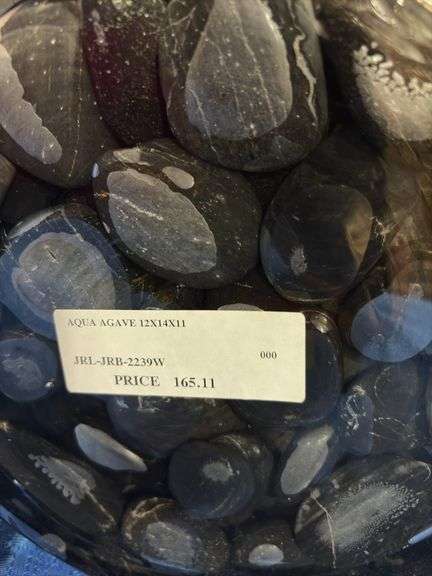 AQUA AGAVE 12X14X11
JRL-JRB-2239W 000
PRICE 165.11